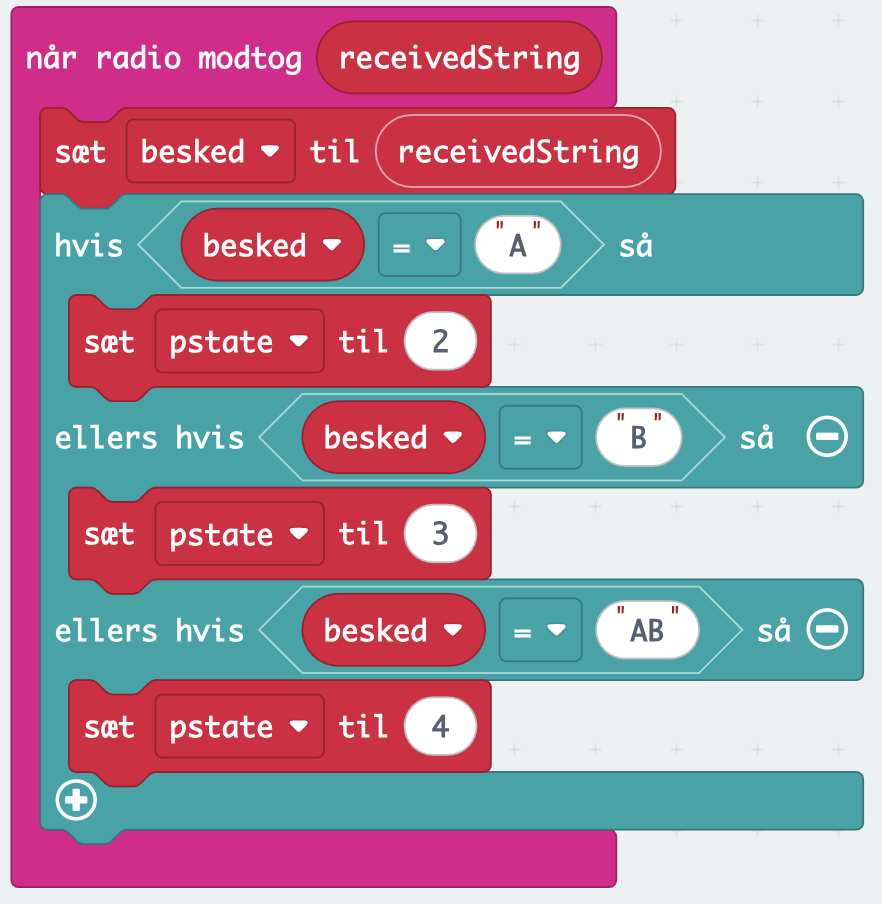 når radio modtog receivedString
sæt besked til receivedString
hvis besked = "A" så
sæt pstate til 2
ellers hvis besked = "B" så
sæt pstate til 3
ellers hvis besked = "AB" så
sæt pstate til 4